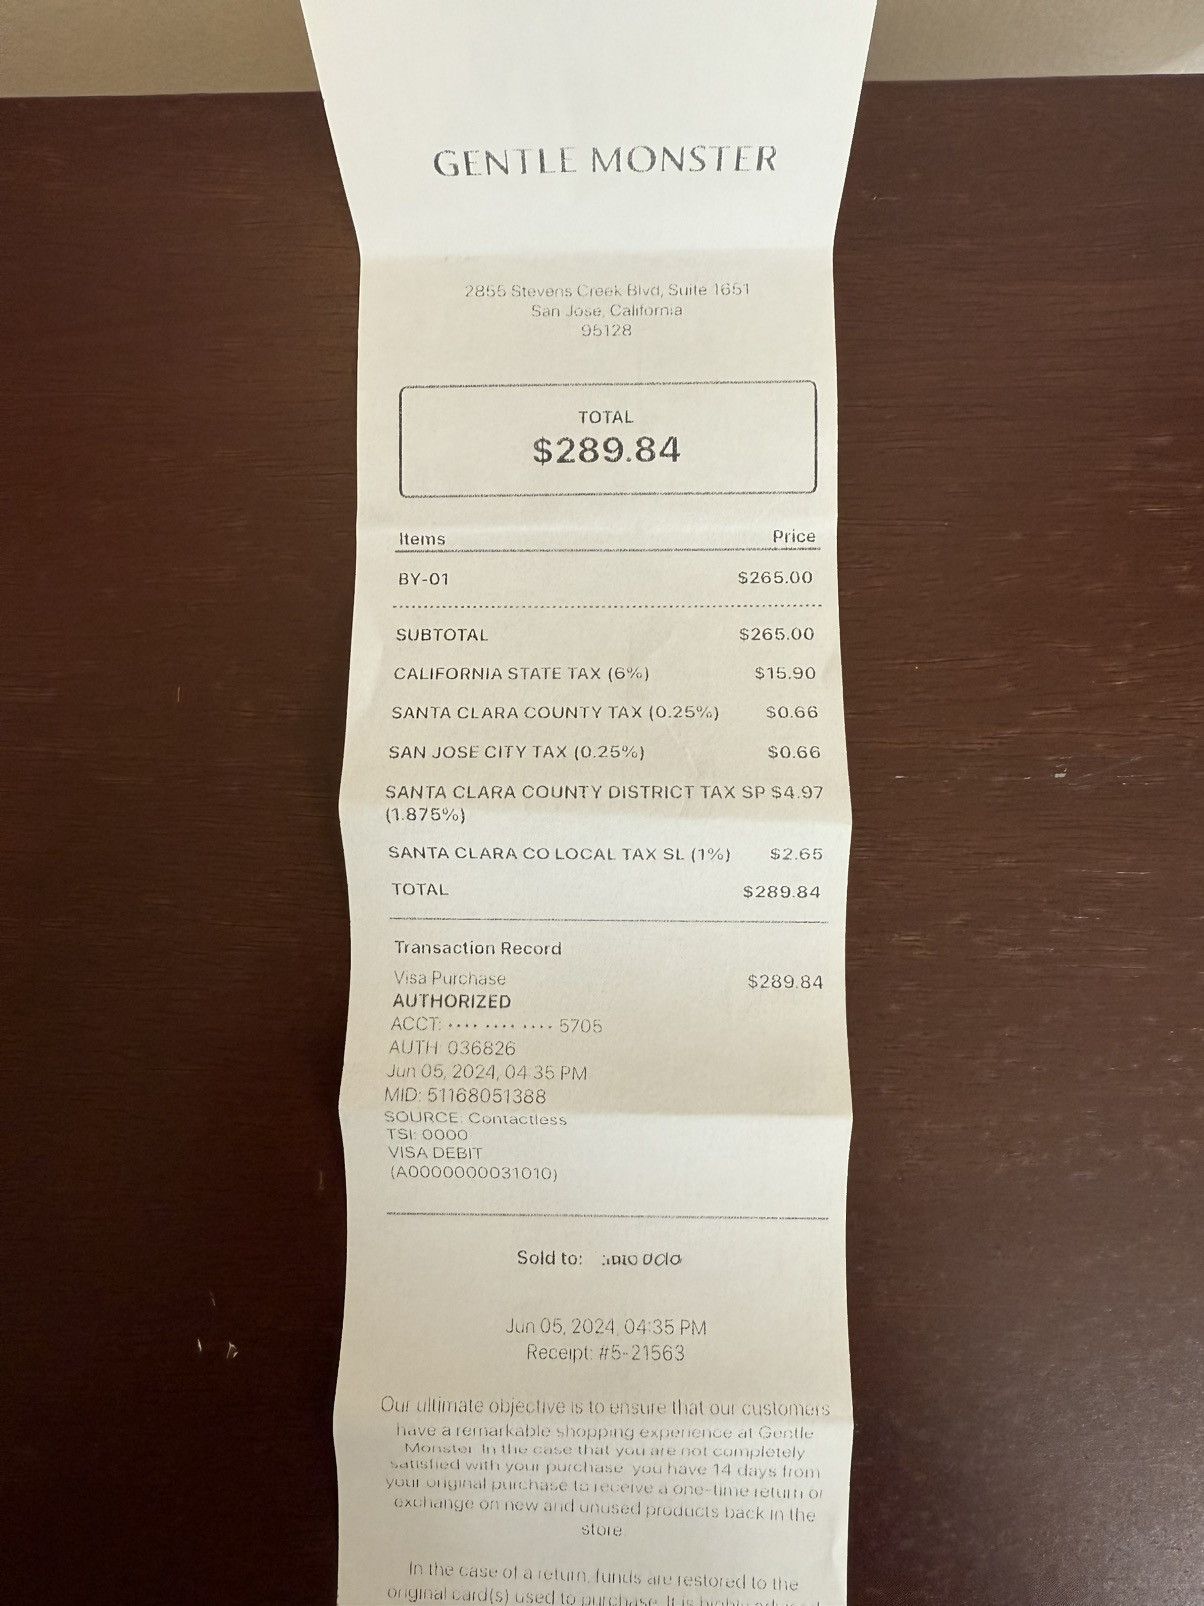 GENTLE MONSTER
2855 Stevens Creek Blvd, Suite 1651
San Jose, California
95128
TOTAL
$289.84
Items Price
BY-01 $265.00
SUBTOTAL $265.00
CALIFORNIA STATE TAX (6%) $15.90
SANTA CLARA COUNTY TAX (0.25%) $0.66
SAN JOSE CITY TAX (0.25%) $0.66
SANTA CLARA COUNTY DISTRICT TAX SP $4.97
(1.875%)
SANTA CLARA CO LOCAL TAX SL (1%) $2.65
TOTAL $289.84
Transaction Record
Visa Purchase $289.84
AUTHORIZED
ACCT: •••• •••• •••• 5705
AUTH: 036826
Jun 05, 2024, 04:35 PM
MID: 51168051388
SOURCE: Contactless
TSI: 0000
VISA DEBIT
(A0000000031010)
Sold to:
Jun 05, 2024, 04:35 PM
Receipt: #5-21563
Our ultimate objective is to ensure that our customers
have a remarkable shopping experience at Gentle
Monster. In the case that you are not completely
satisfied with your purchase, you have 14 days from
your original purchase to receive a one-time return or
exchange on new and unused products back in the
store.
In the case of a return, funds are restored to the
original card(s) used to purchase. It is highly